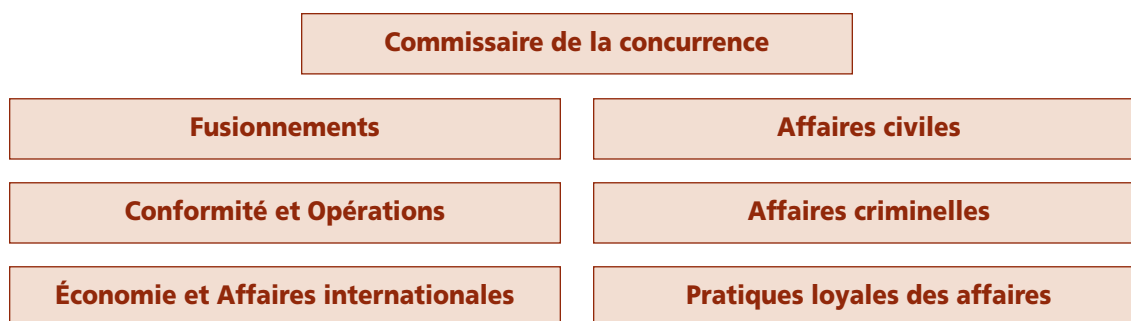 Commissaire de la concurrence
Fusionnements
Affaires civiles
Conformité et Opérations
Affaires criminelles
Économie et Affaires internationales
Pratiques loyales des affaires